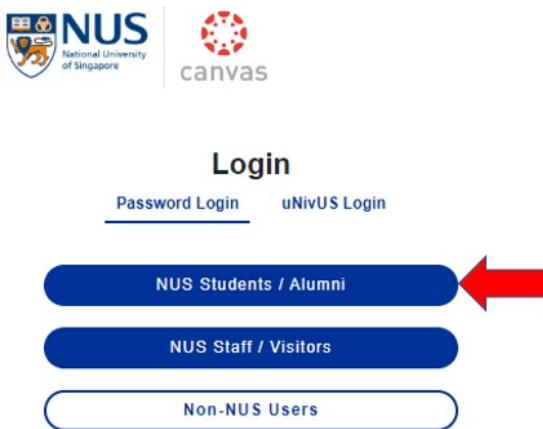 NUS
National University
of Singapore
canvas
Login
Password Login uNivUS Login
NUS Students / Alumni
NUS Staff / Visitors
Non-NUS Users